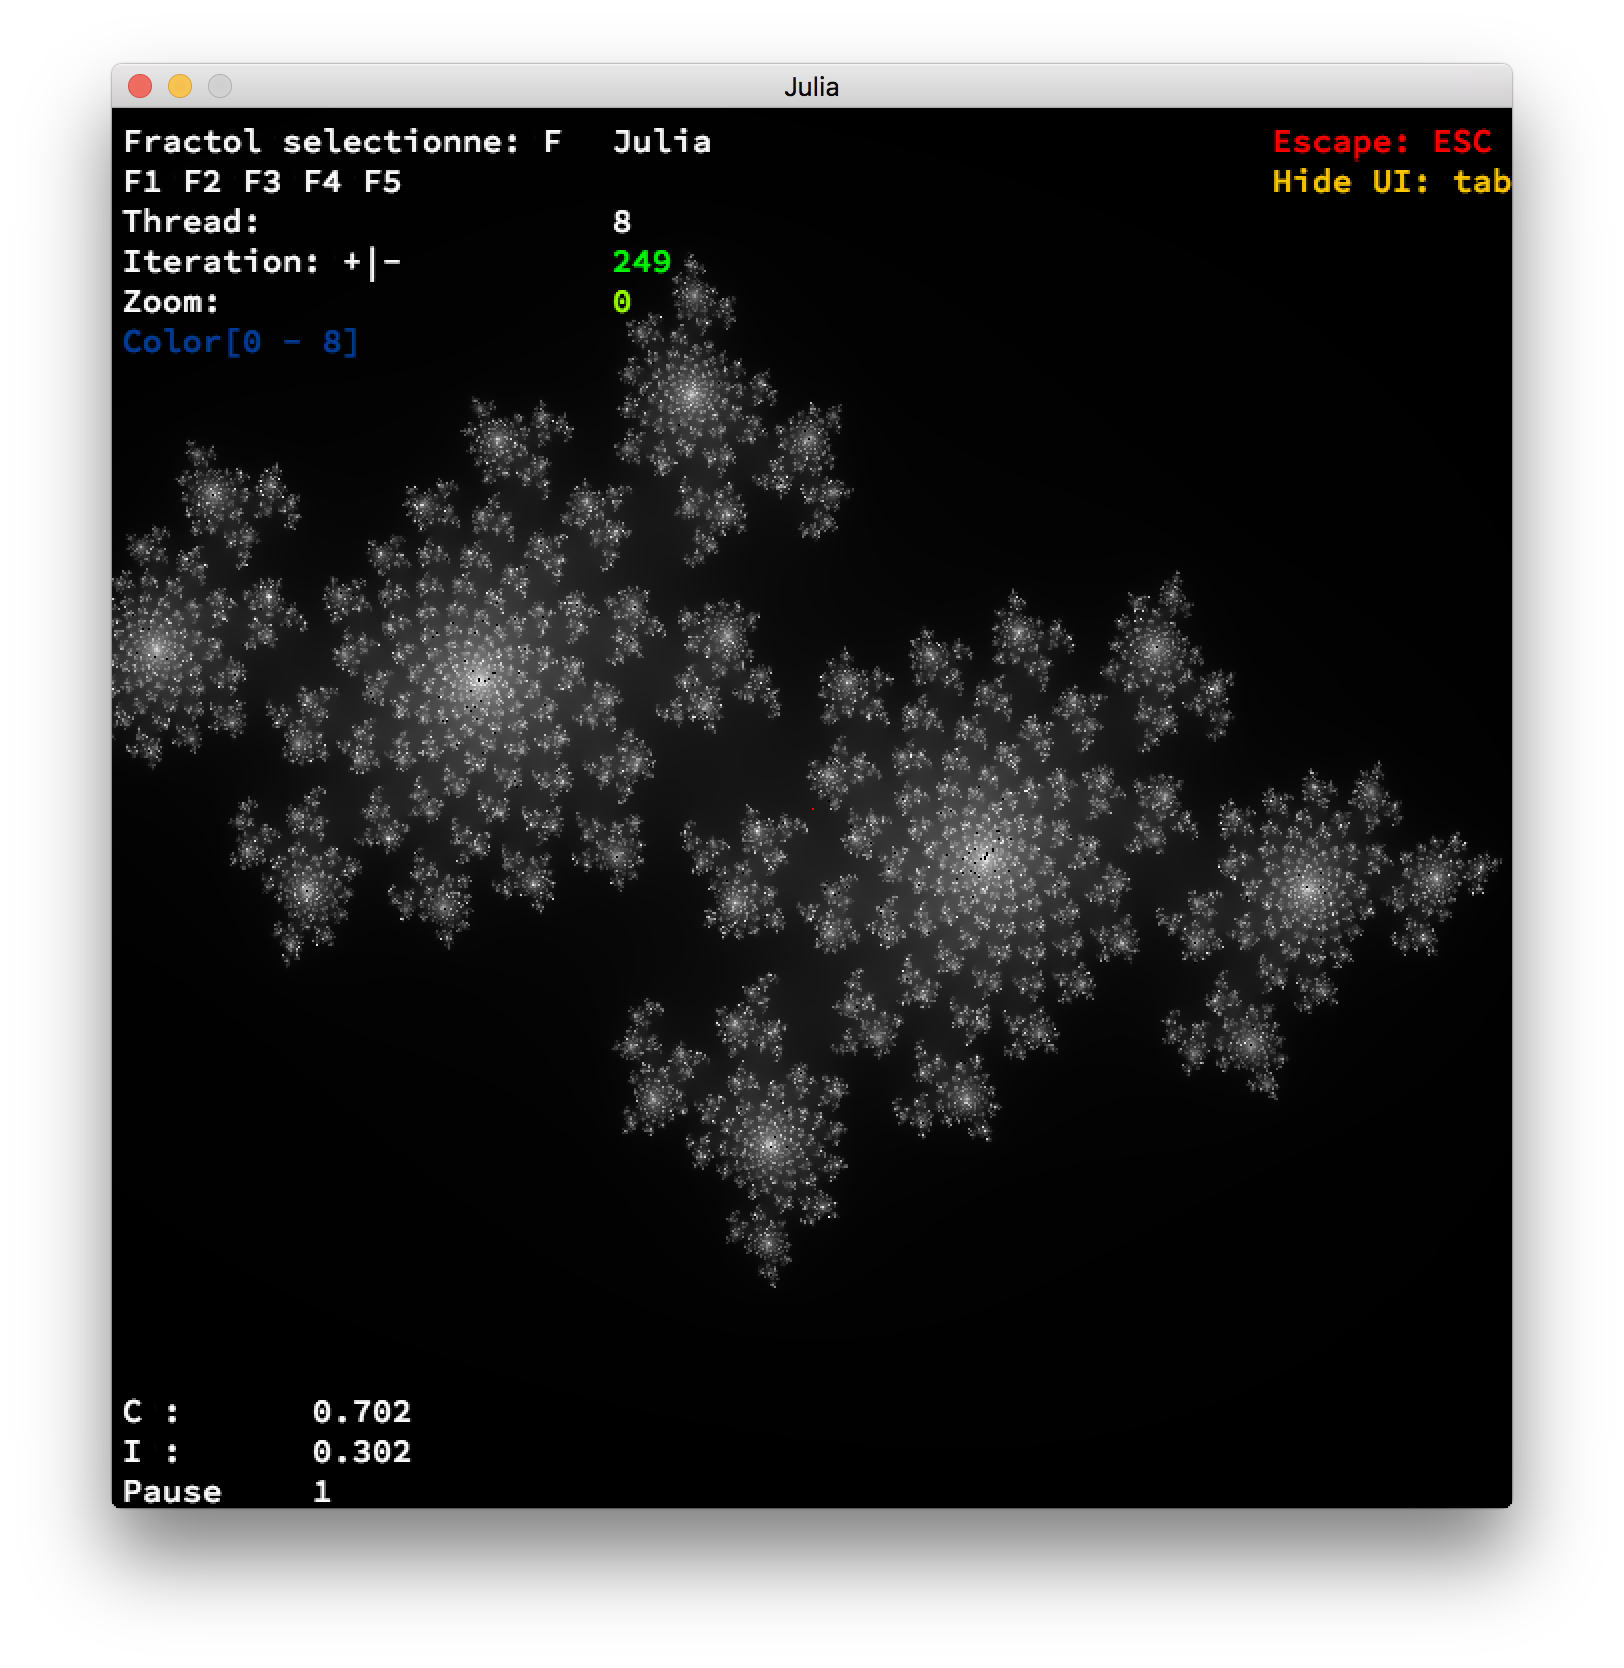 Julia
Fractol selectionne: F Julia
Escape: ESC
F1 F2 F3 F4 F5
Hide UI: tab
Thread: 8
Iteration: +|- 249
Zoom: 0
Color[0 - 8]
C : 0.702
I : 0.302
Pause 1